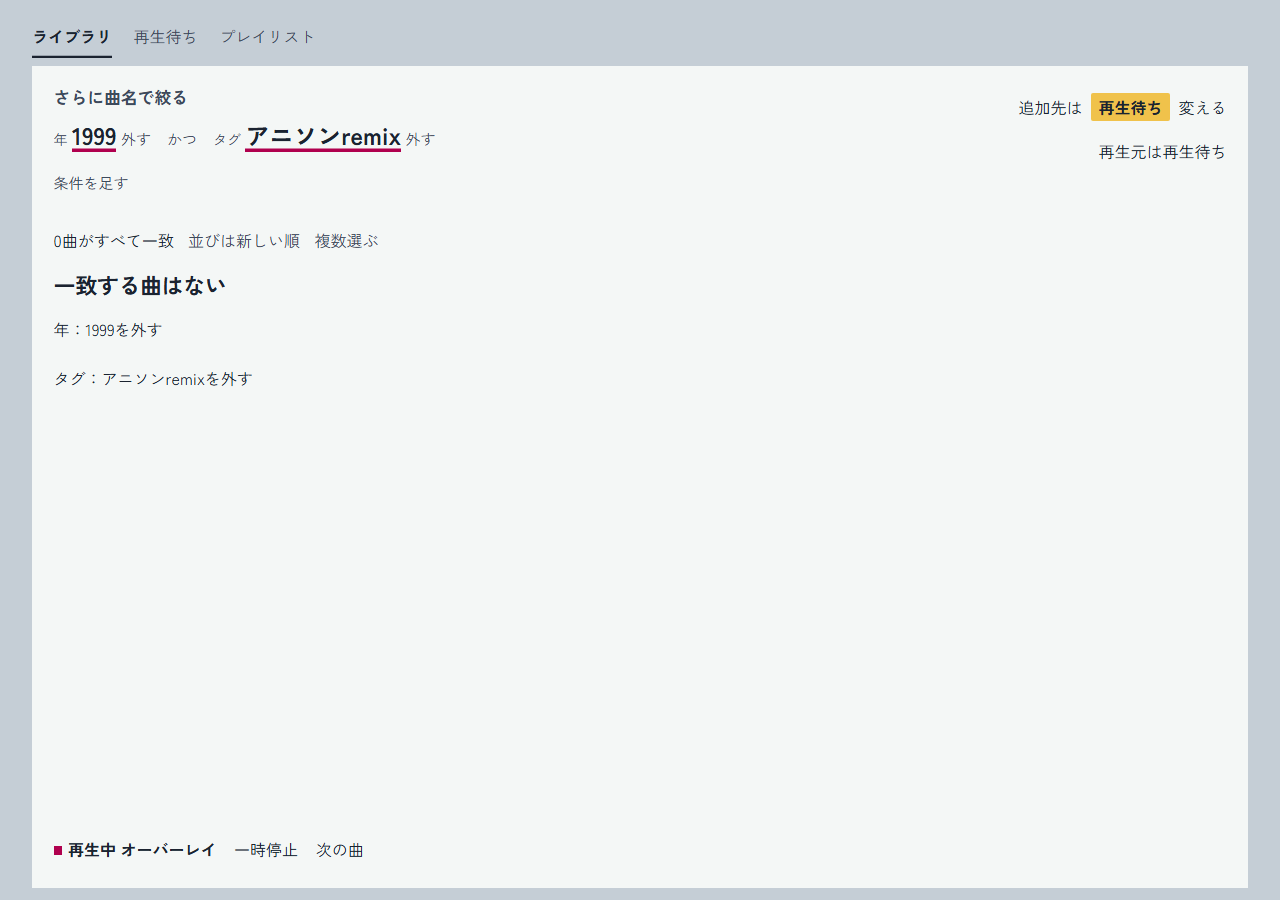 ライブラリ 再生待ち プレイリスト
さらに曲名で絞る
追加先は 再生待ち 変える
年 1999 外す かつ タグ アニソンremix 外す
再生元は再生待ち
条件を足す
0曲がすべて一致 並びは新しい順 複数選ぶ
一致する曲はない
年：1999を外す
タグ：アニソンremixを外す
再生中 オーバーレイ 一時停止 次の曲